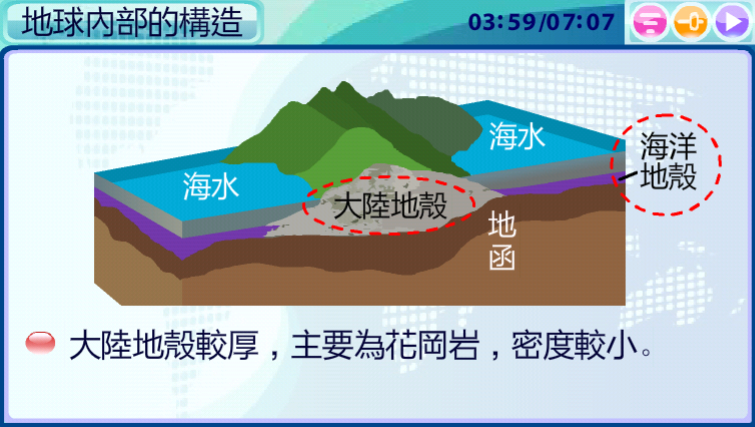 地球內部的構造
03:59/07:07
海水
海洋
地殼
海水
大陸地殼
地
函
大陸地殼較厚，主要為花岡岩，密度較小。